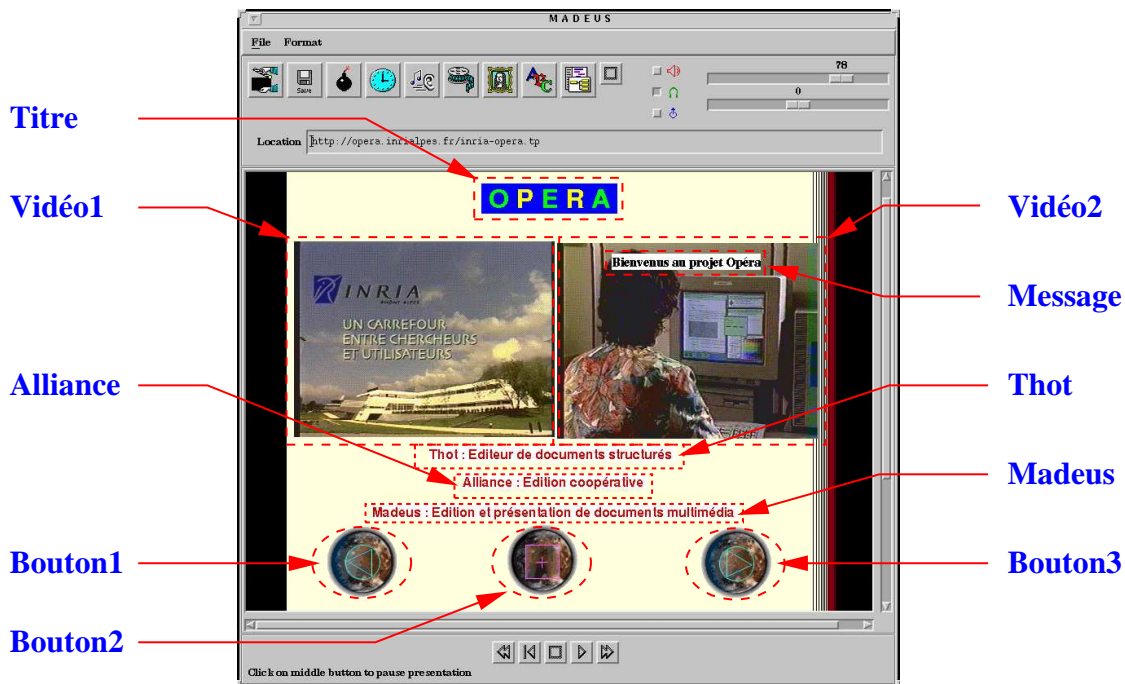 MADEUS
File Format
Save
78
0
Location http://opera.inrialpes.fr/inria-opera.tp
Titre
OPERA
Vidéo1
Vidéo2
Bienvenus au projet Opéra
Message
INRIA
RHÔNE-ALPES
UN CARREFOUR
ENTRE CHERCHEURS
ET UTILISATEURS
Alliance
Thot
Thot : Editeur de documents structurés
Alliance : Edition coopérative
Madeus
Madeus : Edition et présentation de documents multimédia
Bouton1
Bouton3
Bouton2
Click on middle button to pause presentation